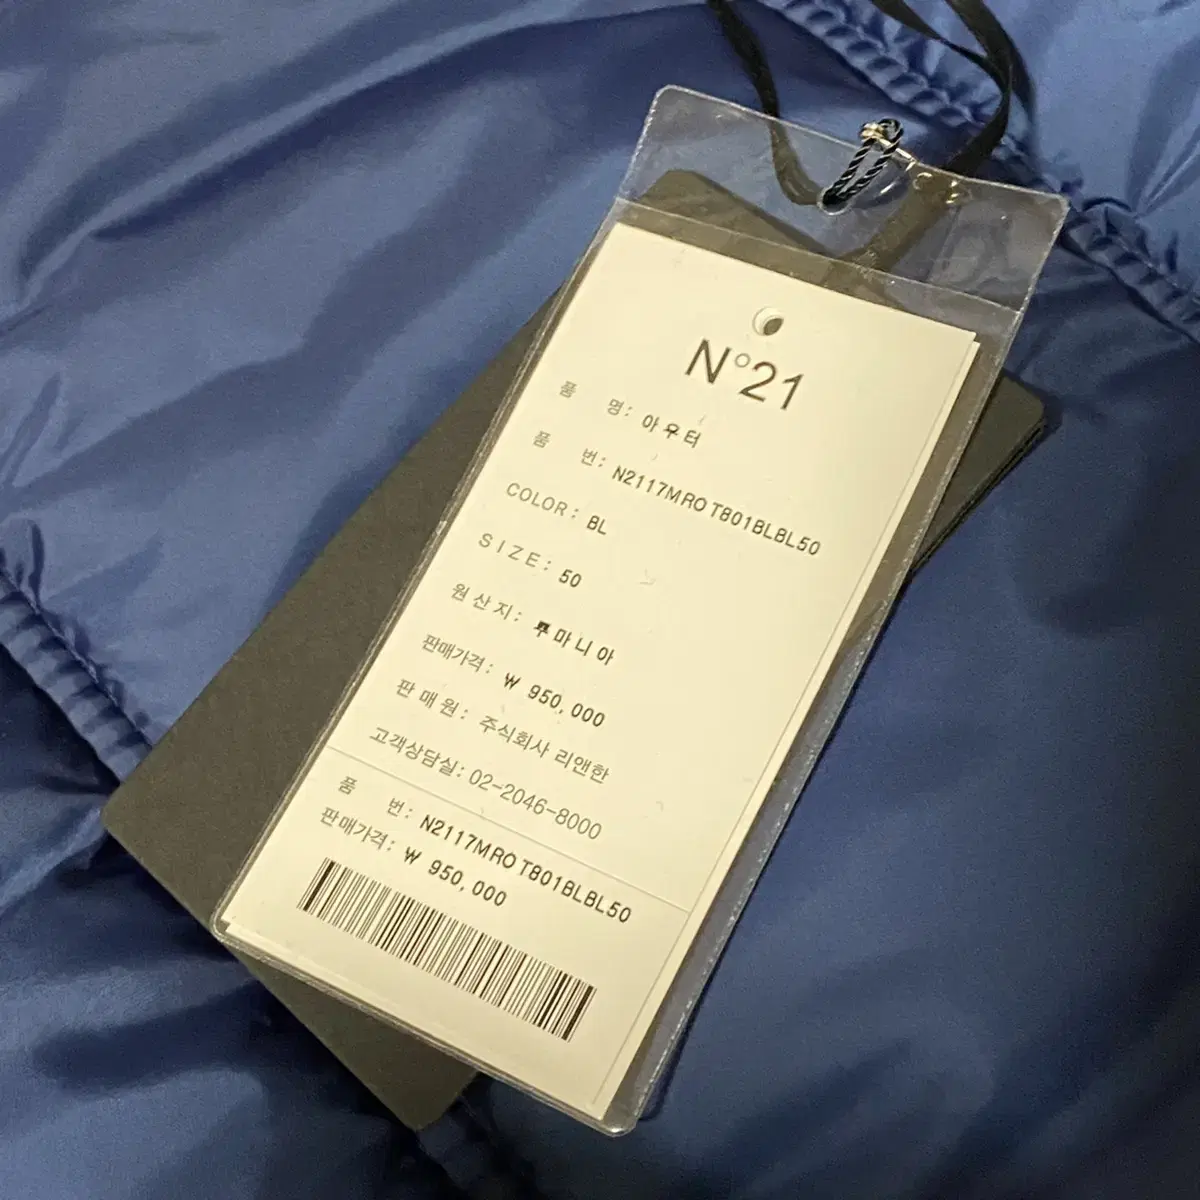 N°21
품 명: 아우터
품 번: N2117MRO T801BLBL50
COLOR: BL
SIZE: 50
원산지: 루마니아
판매가격: ₩ 950,000
판매원: 주식회사 리앤한
고객상담실: 02-2046-8000
품 번: N2117MRO T801BLBL50
판매가격: ₩ 950,000